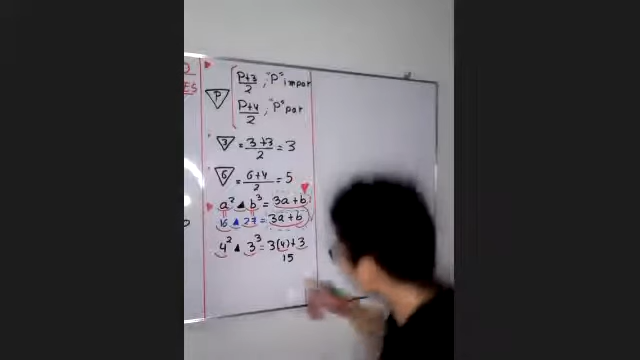 O
ES
P
P+3/2 , "P" impar
P+4/2 , "P" par
3 = 3+3/2 = 3
6 = 6+4/2 = 5
a² ▲ b³ = 3a+b
16 ▲ 27 = 3a+b
4² ▲ 3³ = 3(4)+3
15